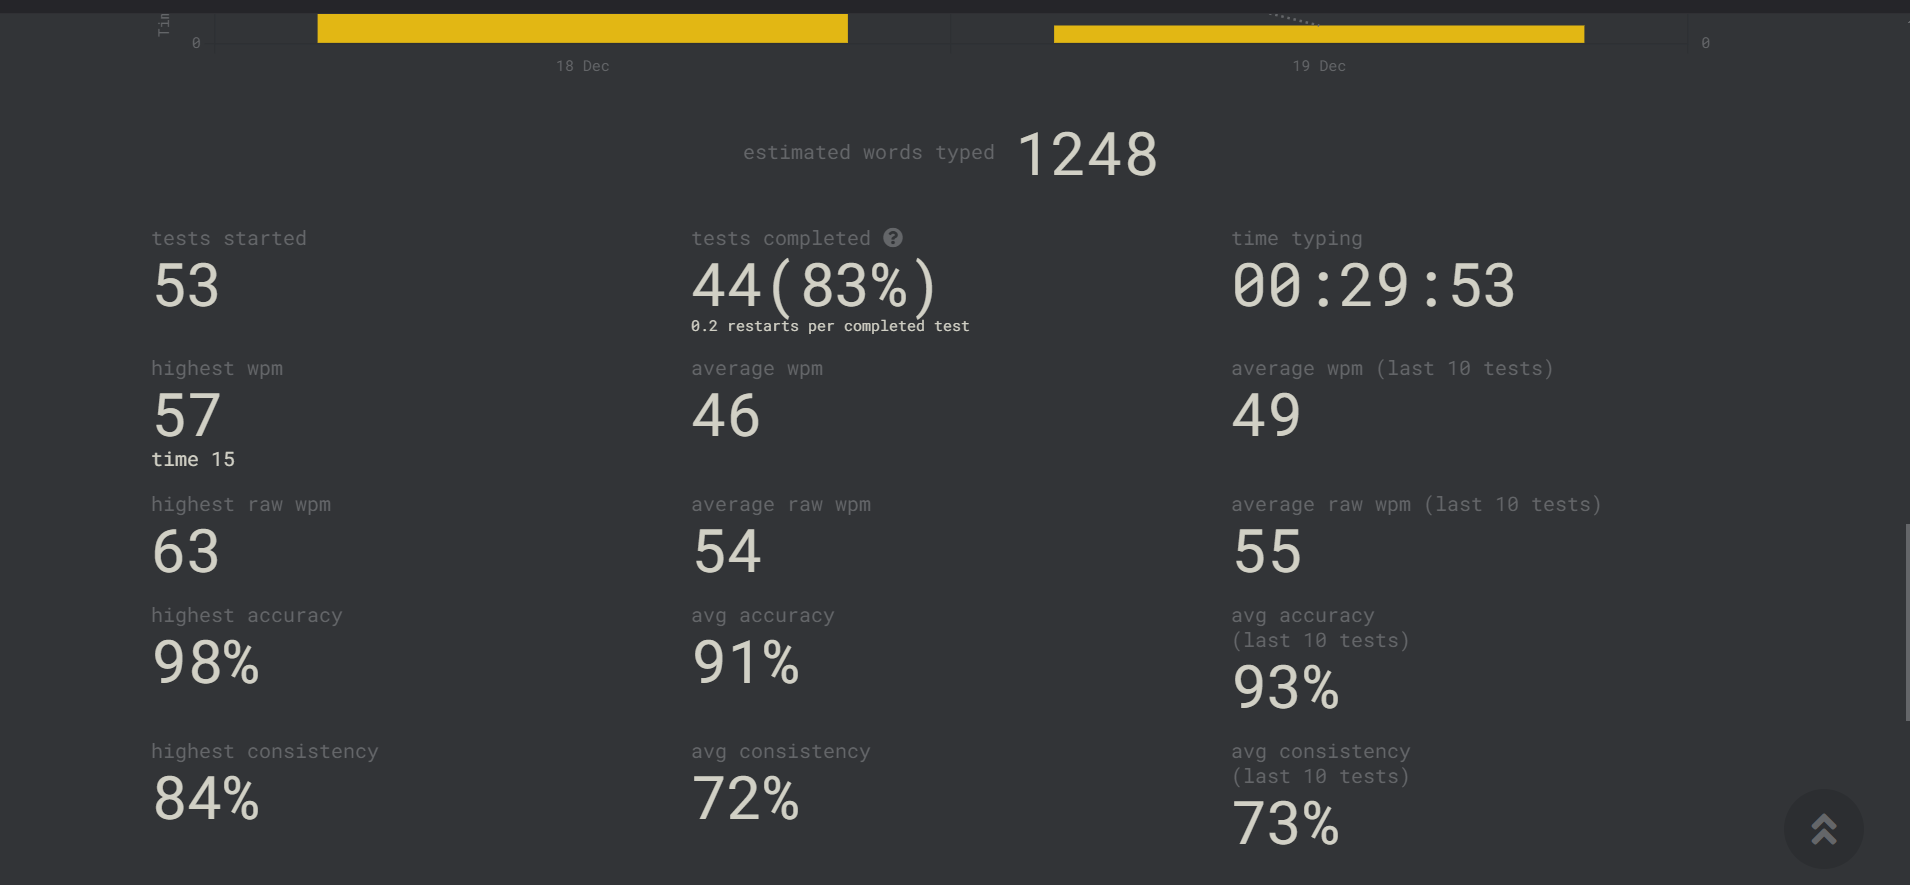 Tim
0
0
18 Dec
19 Dec
estimated words typed 1248
tests started
53
tests completed ?
44(83%)
0.2 restarts per completed test
time typing
00:29:53
highest wpm
57
time 15
average wpm
46
average wpm (last 10 tests)
49
highest raw wpm
63
average raw wpm
54
average raw wpm (last 10 tests)
55
highest accuracy
98%
avg accuracy
91%
avg accuracy
(last 10 tests)
93%
highest consistency
84%
avg consistency
72%
avg consistency
(last 10 tests)
73%